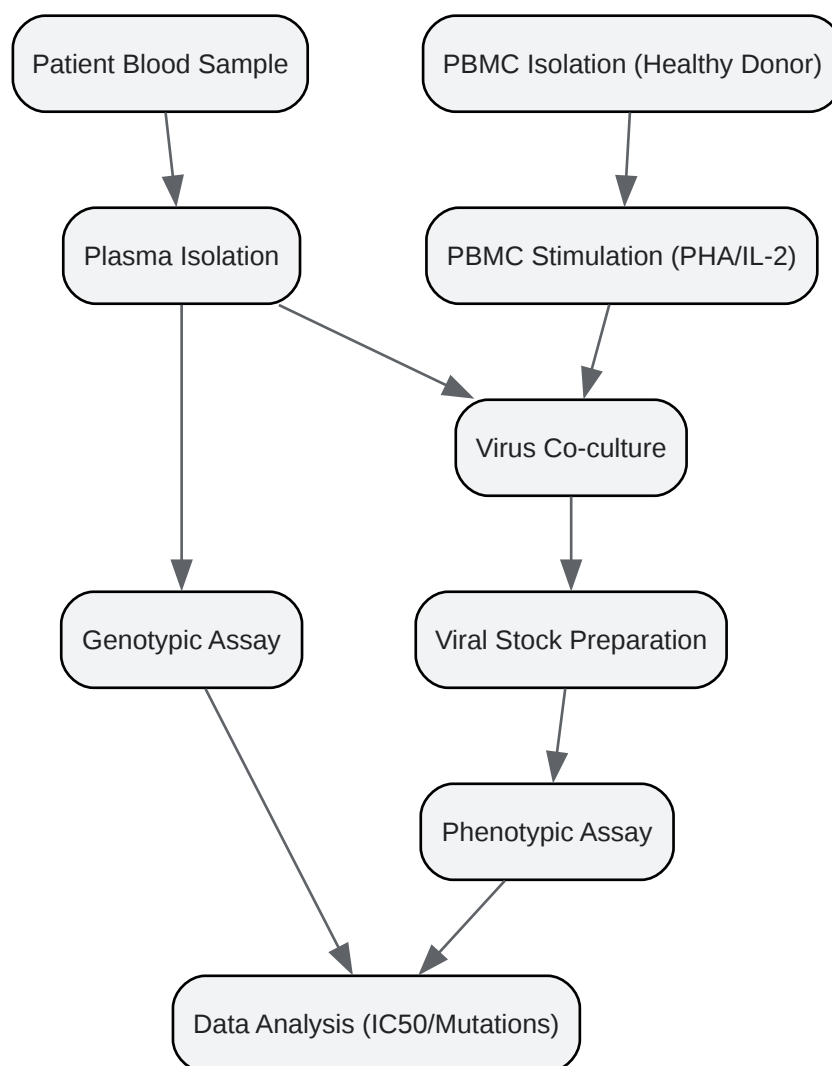 Patient Blood Sample
PBMC Isolation (Healthy Donor)
Plasma Isolation
PBMC Stimulation (PHA/IL-2)
Virus Co-culture
Genotypic Assay
Viral Stock Preparation
Phenotypic Assay
Data Analysis (IC50/Mutations)